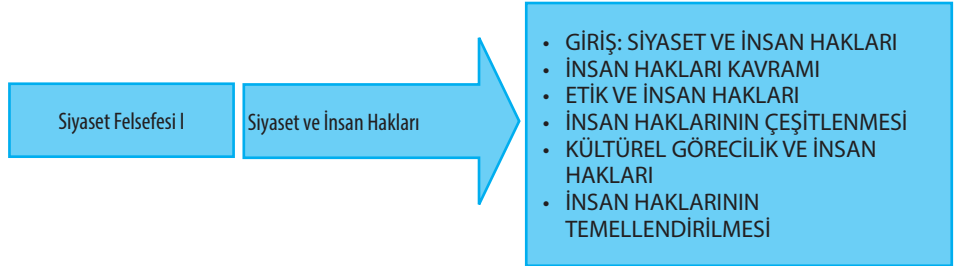 Siyaset Felsefesi I
Siyaset ve İnsan Hakları
• GİRİŞ: SİYASET VE İNSAN HAKLARI
• İNSAN HAKLARI KAVRAMI
• ETİK VE İNSAN HAKLARI
• İNSAN HAKLARININ ÇEŞİTLENMESİ
• KÜLTÜREL GÖRECİLİK VE İNSAN
HAKLARI
• İNSAN HAKLARININ
TEMELLENDİRİLMESİ